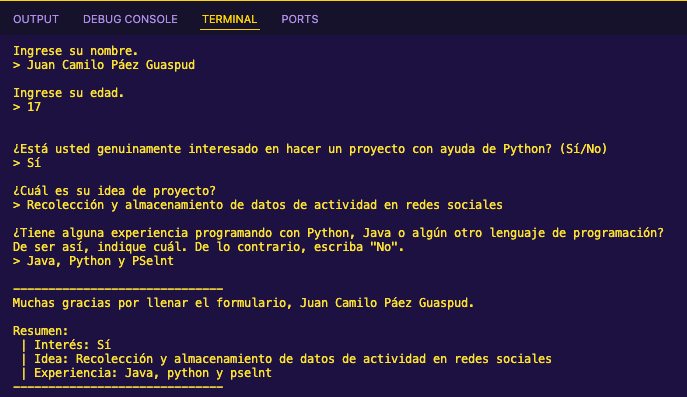 OUTPUT DEBUG CONSOLE TERMINAL PORTS
Ingrese su nombre.
> Juan Camilo Páez Guaspud
Ingrese su edad.
> 17
¿Está usted genuinamente interesado en hacer un proyecto con ayuda de Python? (Sí/No)
> Sí
¿Cuál es su idea de proyecto?
> Recolección y almacenamiento de datos de actividad en redes sociales
¿Tiene alguna experiencia programando con Python, Java o algún otro lenguaje de programación?
De ser así, indique cuál. De lo contrario, escriba "No".
> Java, Python y PSelnt
------------------------------
Muchas gracias por llenar el formulario, Juan Camilo Páez Guaspud.
Resumen:
| Interés: Sí
| Idea: Recolección y almacenamiento de datos de actividad en redes sociales
| Experiencia: Java, python y pselnt
------------------------------